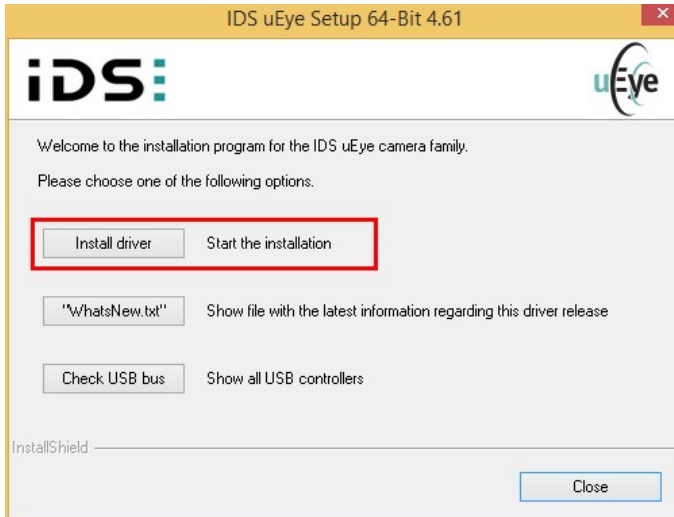 IDS uEye Setup 64-Bit 4.61
iDS:
uEye
Welcome to the installation program for the IDS uEye camera family.
Please choose one of the following options.
Install driver Start the installation
"WhatsNew.txt" Show file with the latest information regarding this driver release
Check USB bus Show all USB controllers
InstallShield
Close